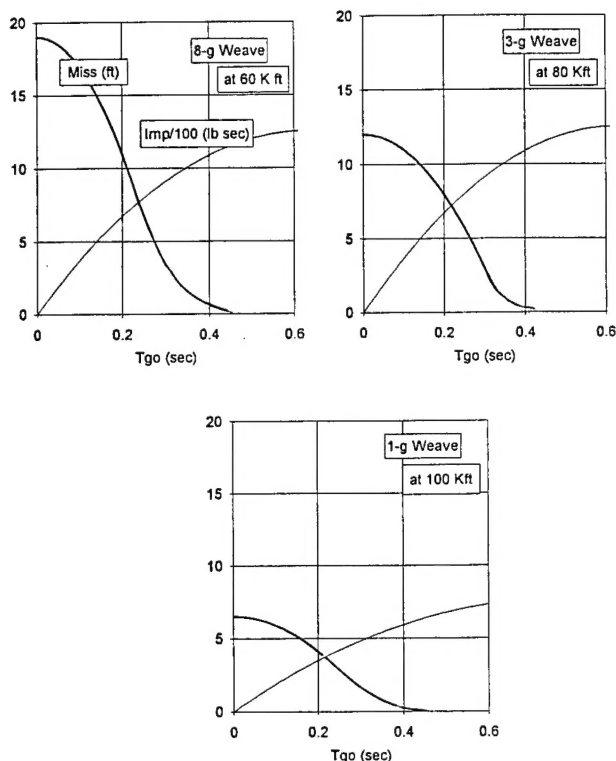 20
15
10
5
0
Miss (ft)
8-g Weave
at 60 K ft
Imp/100 (lb sec)
0
0.2
0.4
0.6
Tgo (sec)
20
15
10
5
0
3-g Weave
at 80 Kft
0
0.2
0.4
0.6
Tgo (sec)
20
15
10
5
0
1-g Weave
at 100 Kft
0
0.2
0.4
0.6
Tgo (sec)